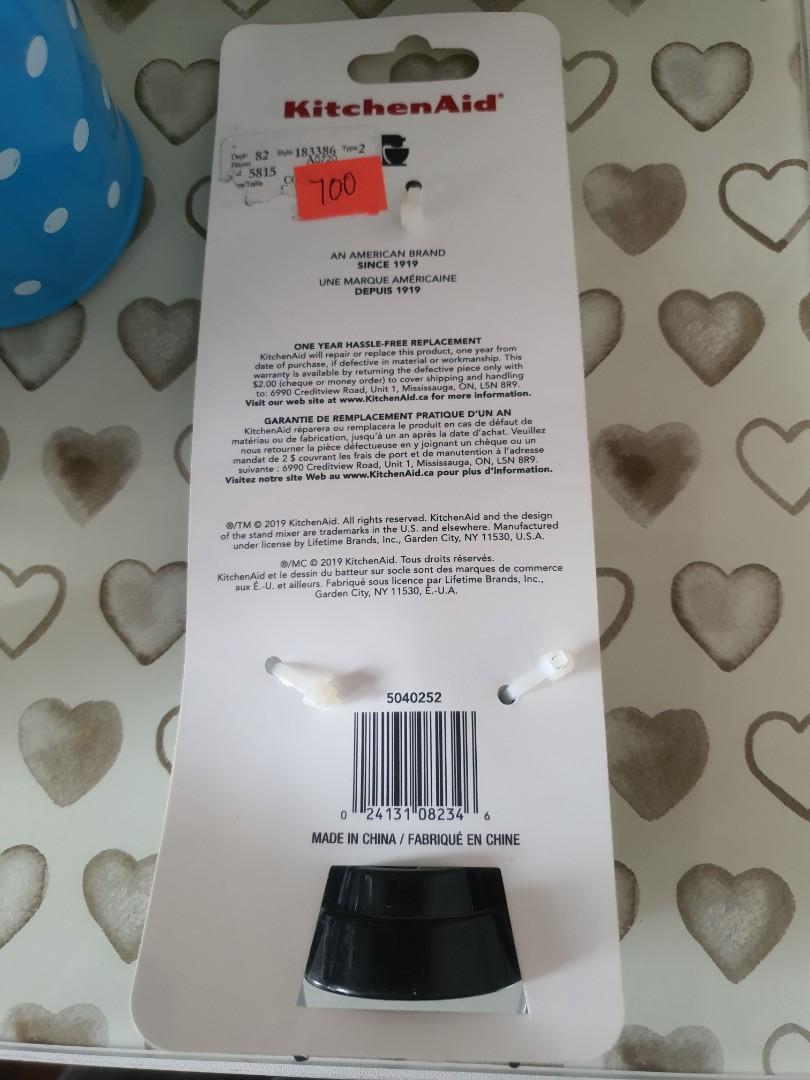 KitchenAid®
Dept 82 Style 183386 Type 2
Rayon A0720
5815
700
AN AMERICAN BRAND
SINCE 1919
UNE MARQUE AMÉRICAINE
DEPUIS 1919
ONE YEAR HASSLE-FREE REPLACEMENT
KitchenAid will repair or replace this product, one year from
date of purchase, if defective in material or workmanship. This
warranty is available by returning the defective piece only with
$2.00 (cheque or money order) to cover shipping and handling
to: 6990 Creditview Road, Unit 1, Mississauga, ON, L5N 8R9.
Visit our web site at www.KitchenAid.ca for more information.
GARANTIE DE REMPLACEMENT PRATIQUE D'UN AN
KitchenAid réparera ou remplacera le produit en cas de défaut de
matériau ou de fabrication, jusqu'à un an après la date d'achat. Veuillez
nous retourner la pièce défectueuse en y joignant un chèque ou un
mandat de 2 $ couvrant les frais de port et de manutention à l'adresse
suivante : 6990 Creditview Road, Unit 1, Mississauga, ON, L5N 8R9.
Visitez notre site Web au www.KitchenAid.ca pour plus d'information.
®/TM © 2019 KitchenAid. All rights reserved. KitchenAid and the design
of the stand mixer are trademarks in the U.S. and elsewhere. Manufactured
under license by Lifetime Brands, Inc., Garden City, NY 11530, U.S.A.
®/MC © 2019 KitchenAid. Tous droits réservés.
KitchenAid et le dessin du batteur sur socle sont des marques de commerce
aux É.-U. et ailleurs. Fabriqué sous licence par Lifetime Brands, Inc.,
Garden City, NY 11530, É.-U.A.
5040252
0 24131 08234 6
MADE IN CHINA / FABRIQUÉ EN CHINE